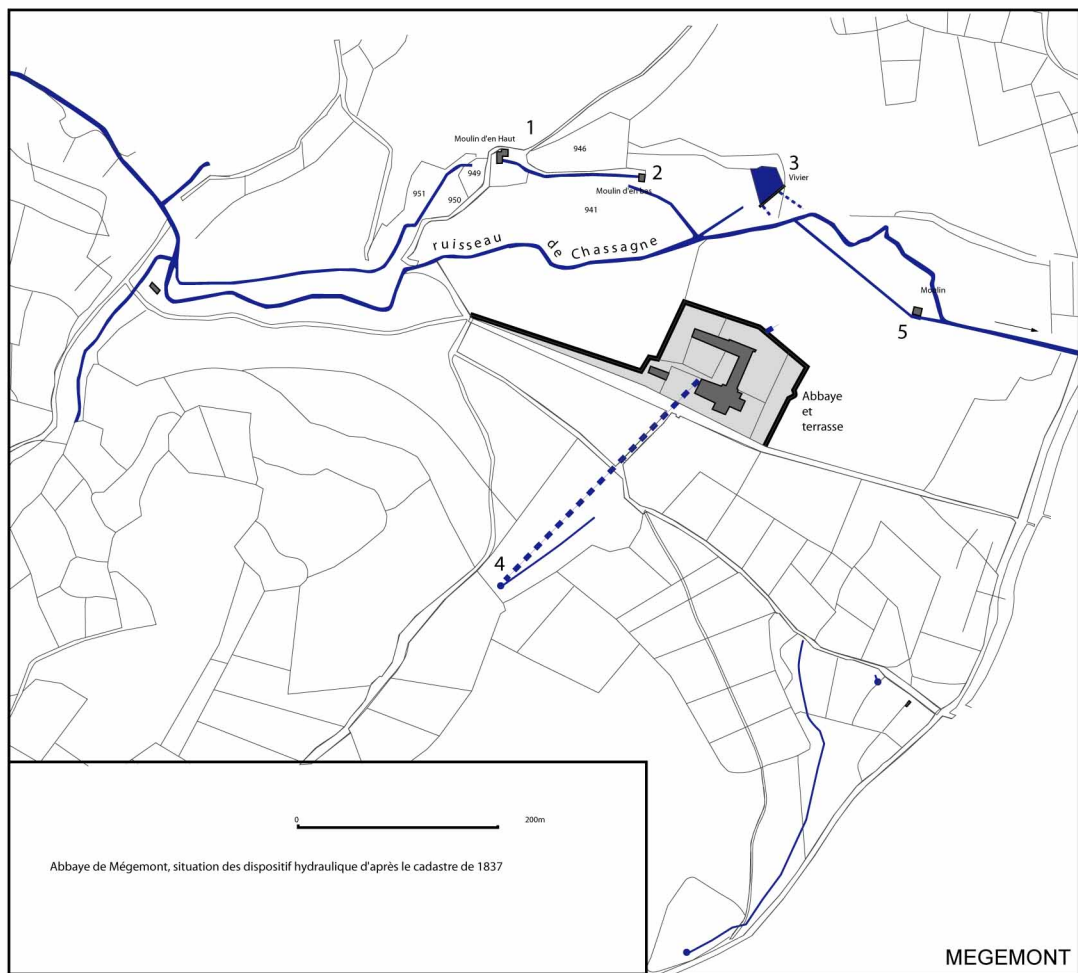 1
Moulin d'en Haut
946
949
951
950
2
Moulin d'en bas
941
3
Vivier
ruisseau de Chassagne
Moulin
5
Abbaye
et
terrasse
4
0 200m
Abbaye de Mégemont, situation des dispositif hydraulique d'après le cadastre de 1837
MEGEMONT